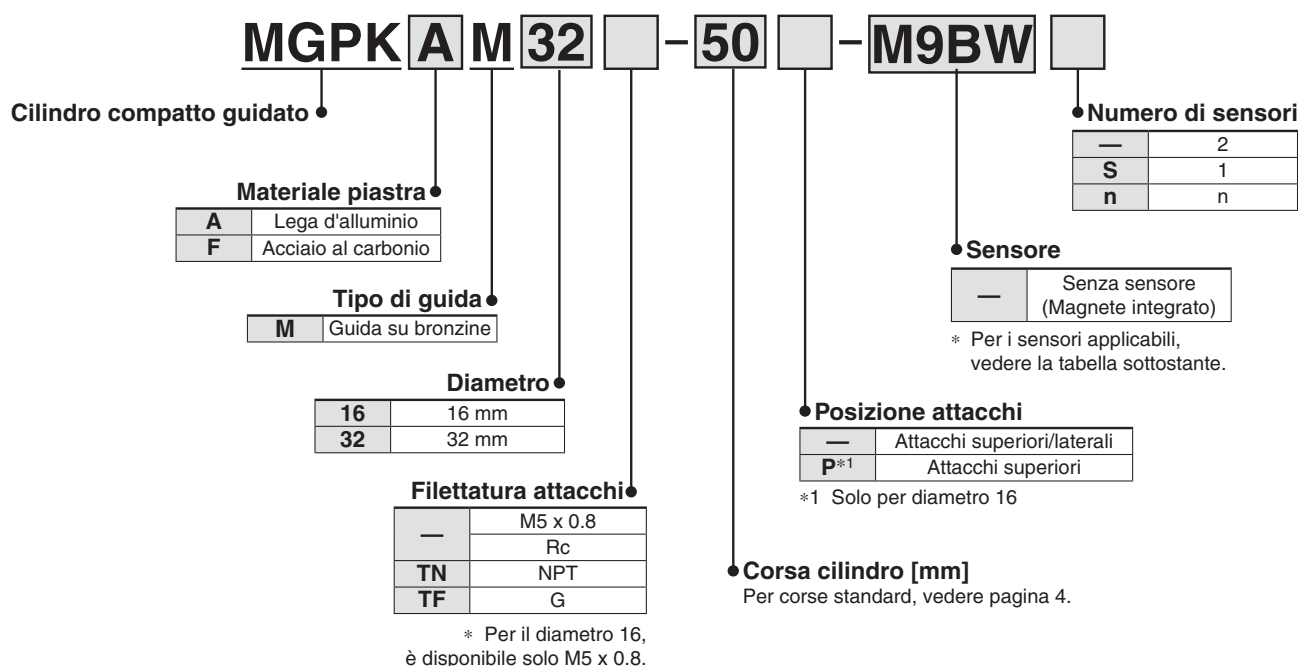 MGPK A M 32 – 50 – M9BW
Cilindro compatto guidato
Numero di sensori
— 2
S 1
n n
Materiale piastra
A Lega d'alluminio
F Acciaio al carbonio
Sensore
— Senza sensore
(Magnete integrato)
∗ Per i sensori applicabili,
vedere la tabella sottostante.
Tipo di guida
M Guida su bronzine
Diametro
16 16 mm
32 32 mm
Posizione attacchi
— Attacchi superiori/laterali
P∗1 Attacchi superiori
∗1 Solo per diametro 16
Filettatura attacchi
— M5 x 0.8
Rc
TN NPT
TF G
∗ Per il diametro 16,
è disponibile solo M5 x 0.8.
Corsa cilindro [mm]
Per corse standard, vedere pagina 4.